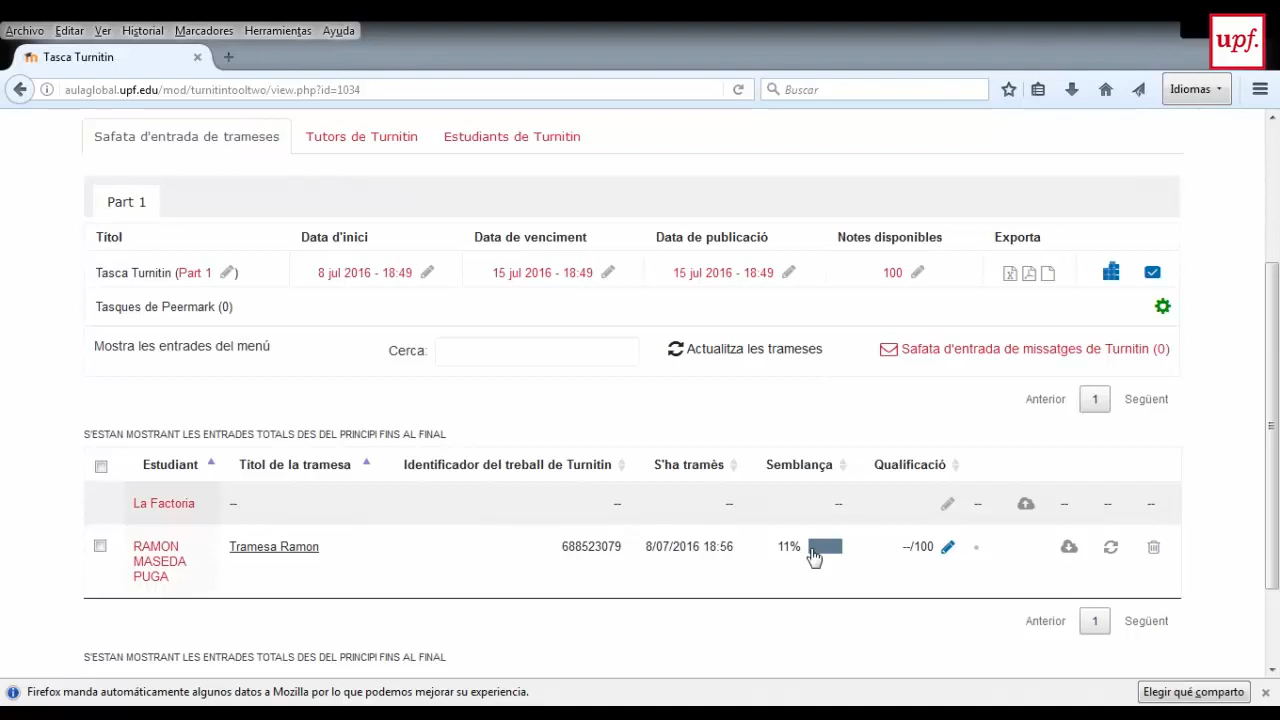 Archivo Editar Ver Historial Marcadores Herramientas Ayuda
upf.
Tasca Turnitin
aulaglobal.upf.edu/mod/turnitintooltwo/view.php?id=1034
Buscar
Idiomas
Safata d'entrada de trameses Tutors de Turnitin Estudiants de Turnitin
Part 1
Títol Data d'inici Data de venciment Data de publicació Notes disponibles Exporta
Tasca Turnitin (Part 1) 8 jul 2016 - 18:49 15 jul 2016 - 18:49 15 jul 2016 - 18:49 100
Tasques de Peermark (0)
Mostra les entrades del menú Cerca: Actualitza les trameses Safata d'entrada de missatges de Turnitin (0)
Anterior 1 Següent
S'ESTAN MOSTRANT LES ENTRADES TOTALS DES DEL PRINCIPI FINS AL FINAL
Estudiant Títol de la tramesa Identificador del treball de Turnitin S'ha tramès Semblança Qualificació
La Factoria -- -- -- -- -- -- -- --
RAMON MASEDA PUGA Tramesa Ramon 688523079 8/07/2016 18:56 11% --/100
Anterior 1 Següent
S'ESTAN MOSTRANT LES ENTRADES TOTALS DES DEL PRINCIPI FINS AL FINAL
Firefox manda automáticamente algunos datos a Mozilla por lo que podemos mejorar su experiencia. Elegir qué comparto